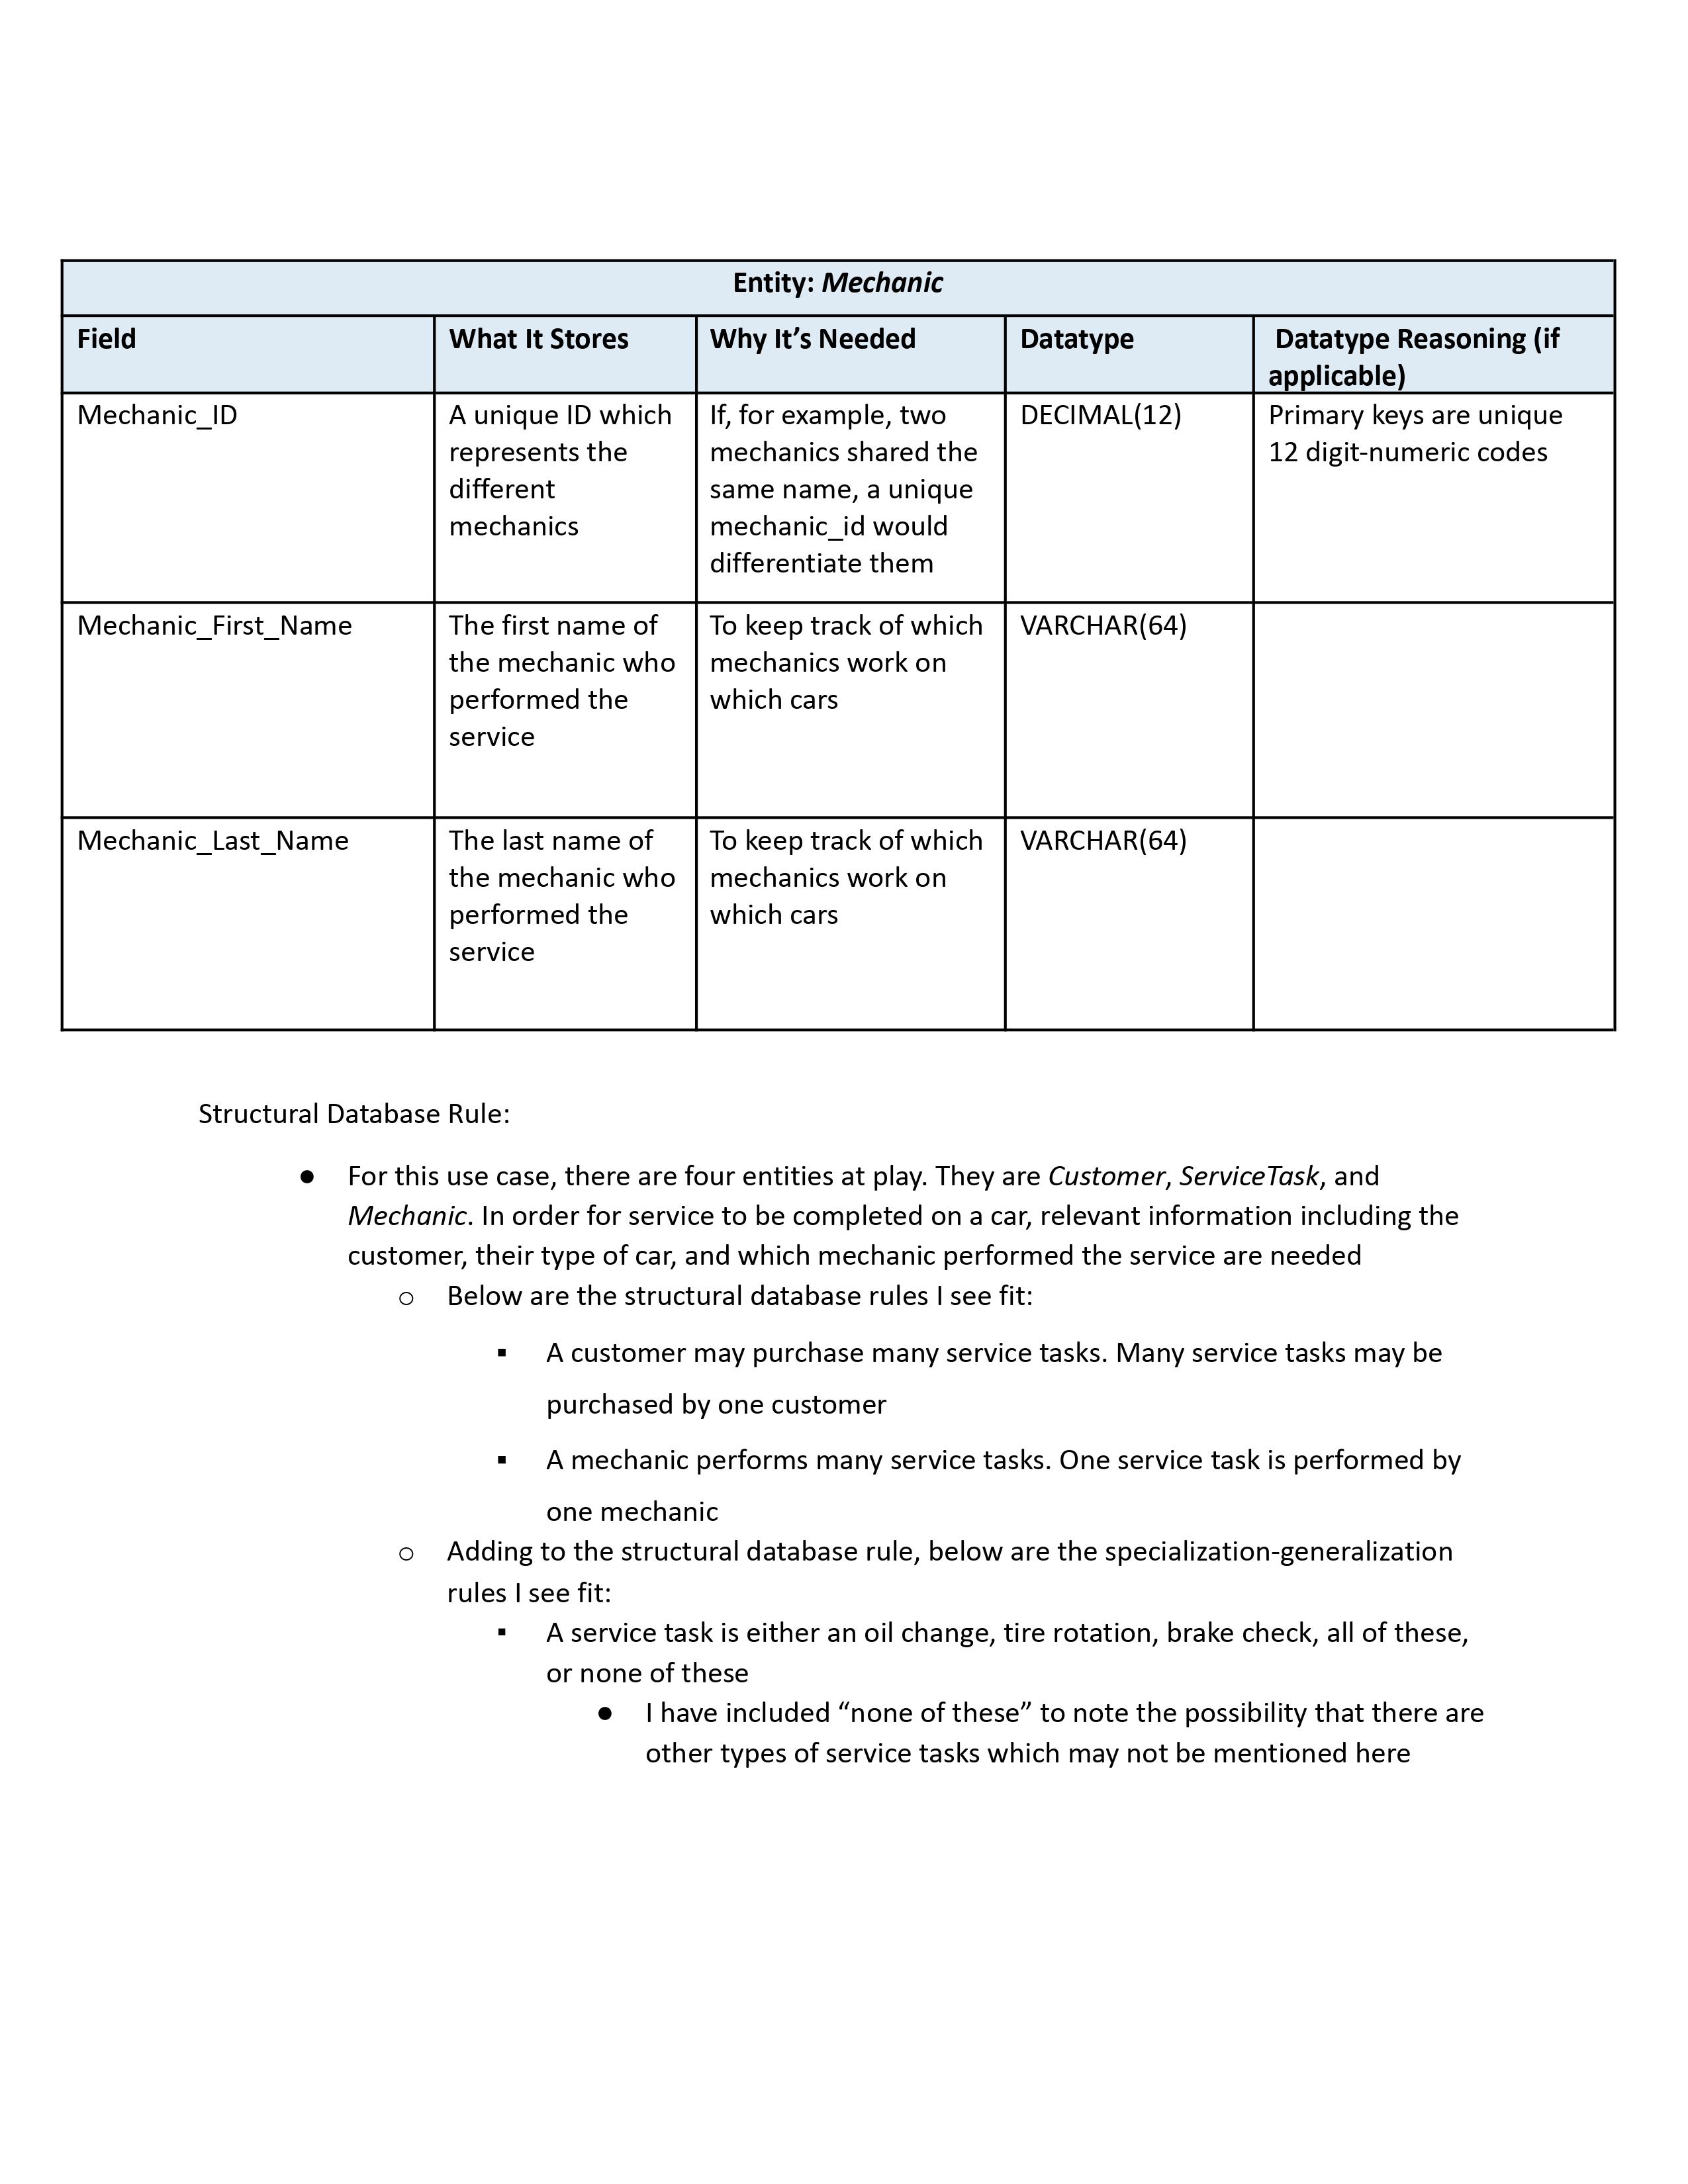 Entity: Mechanic
Field What It Stores Why It’s Needed Datatype Datatype Reasoning (if
applicable)
Mechanic_ID A unique ID which If, for example, two DECIMAL(12) Primary keys are unique
represents the mechanics shared the 12 digit-numeric codes
different same name, a unique
mechanics mechanic_id would
differentiate them
Mechanic_First_Name The first name of To keep track of which VARCHAR(64)
the mechanic who mechanics work on
performed the which cars
service
Mechanic_Last_Name The last name of To keep track of which VARCHAR(64)
the mechanic who mechanics work on
performed the which cars
service
Structural Database Rule:
● For this use case, there are four entities at play. They are Customer, ServiceTask, and
Mechanic. In order for service to be completed on a car, relevant information including the
customer, their type of car, and which mechanic performed the service are needed
○ Below are the structural database rules I see fit:
▪ A customer may purchase many service tasks. Many service tasks may be
purchased by one customer
▪ A mechanic performs many service tasks. One service task is performed by
one mechanic
○ Adding to the structural database rule, below are the specialization-generalization
rules I see fit:
▪ A service task is either an oil change, tire rotation, brake check, all of these,
or none of these
● I have included “none of these” to note the possibility that there are
other types of service tasks which may not be mentioned here